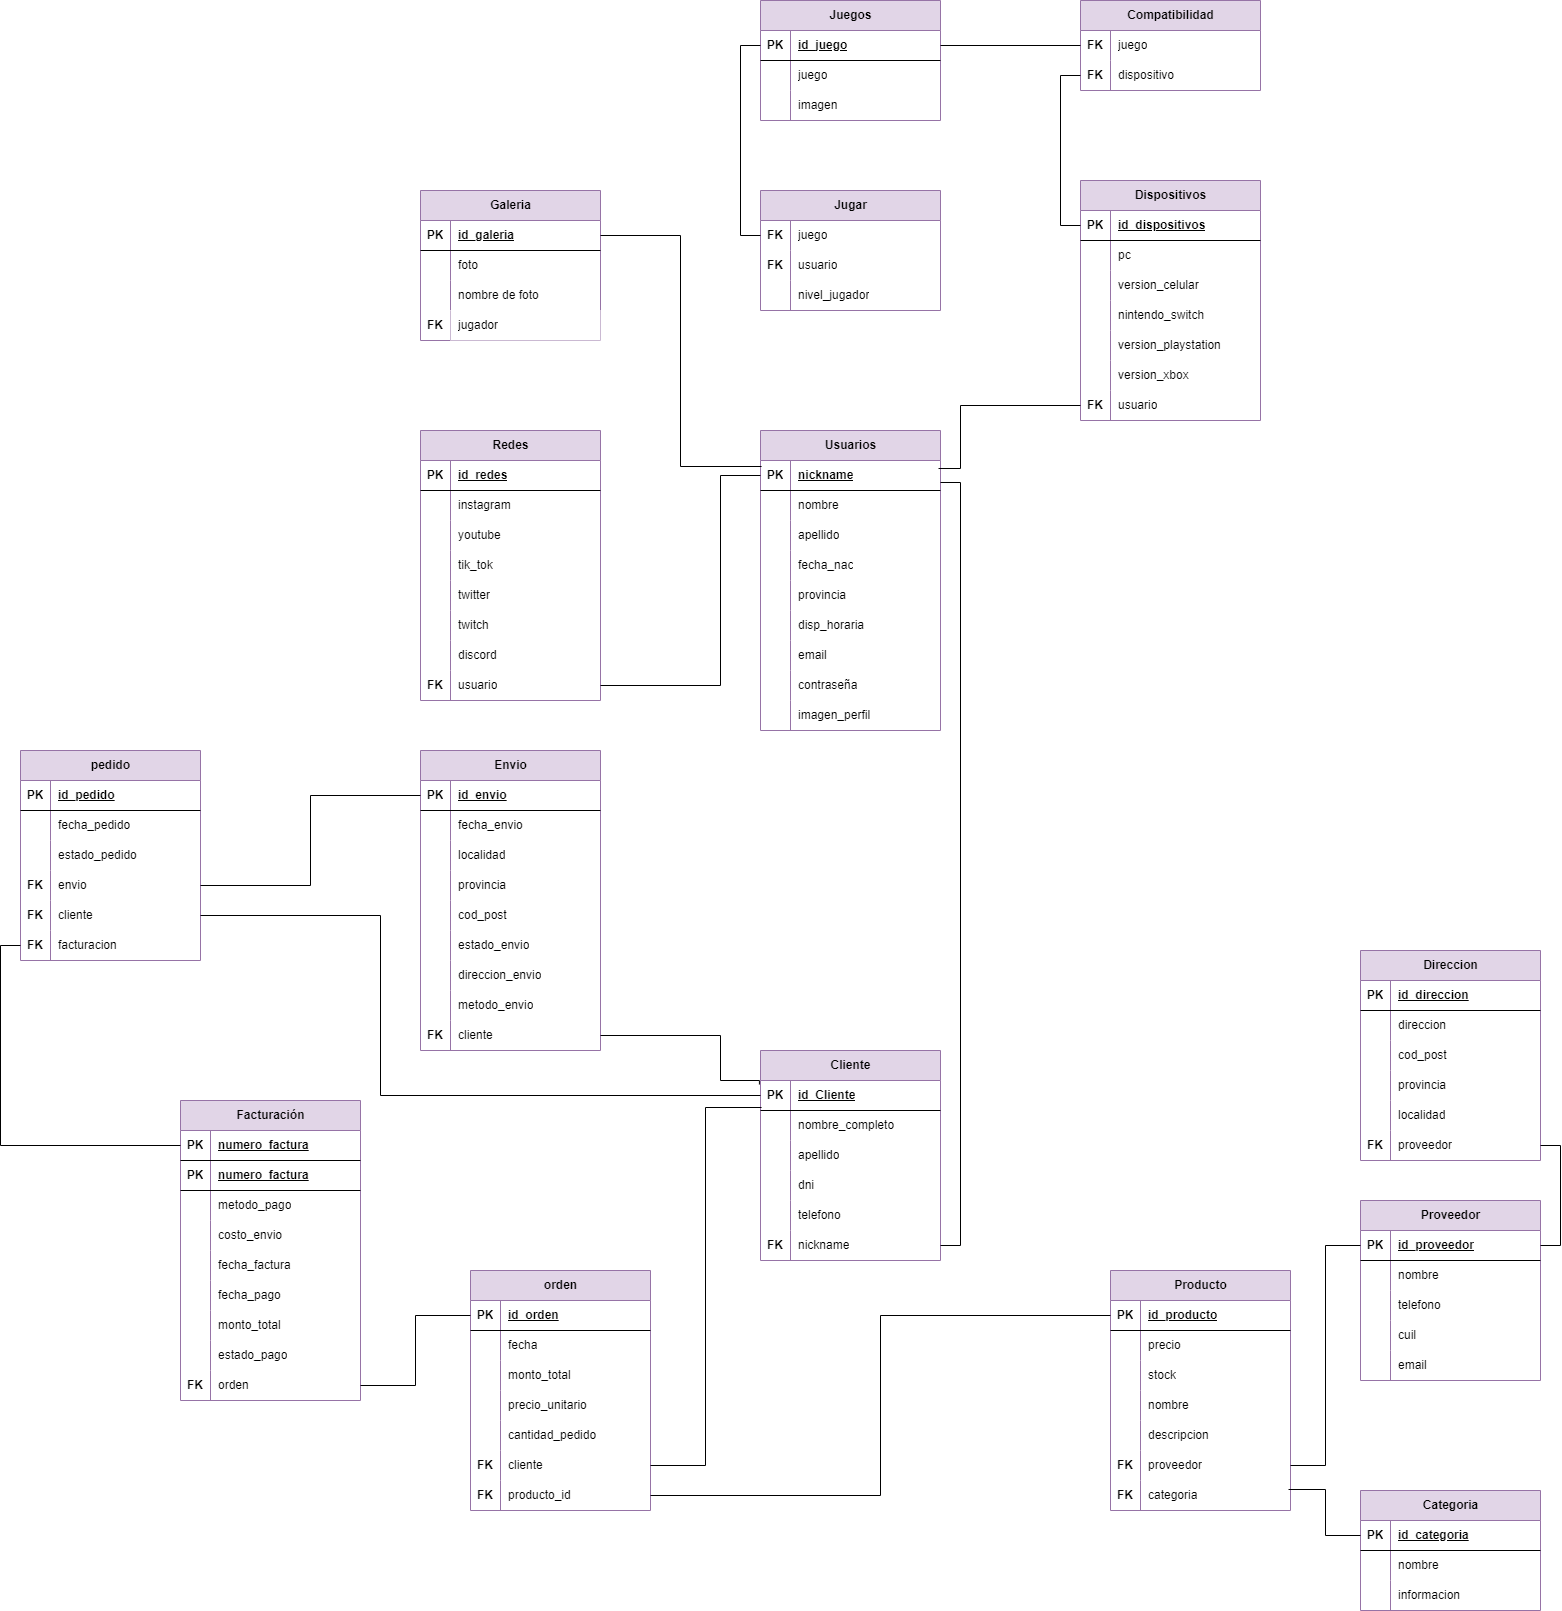 Juegos
PK id_juego
juego
imagen
Compatibilidad
FK juego
FK dispositivo
Galeria
PK id_galeria
foto
nombre de foto
FK jugador
Jugar
FK juego
FK usuario
nivel_jugador
Dispositivos
PK id_dispositivos
pc
version_celular
nintendo_switch
version_playstation
version_xbox
FK usuario
Redes
PK id_redes
instagram
youtube
tik_tok
twitter
twitch
discord
FK usuario
Usuarios
PK nickname
nombre
apellido
fecha_nac
provincia
disp_horaria
email
contraseña
imagen_perfil
pedido
PK id_pedido
fecha_pedido
estado_pedido
FK envio
FK cliente
FK facturacion
Envio
PK id_envio
fecha_envio
localidad
provincia
cod_post
estado_envio
direccion_envio
metodo_envio
FK cliente
Direccion
PK id_direccion
direccion
cod_post
provincia
localidad
FK proveedor
Cliente
PK id_Cliente
nombre_completo
apellido
dni
telefono
FK nickname
Facturación
PK numero_factura
PK numero_factura
metodo_pago
costo_envio
fecha_factura
fecha_pago
monto_total
estado_pago
FK orden
Proveedor
PK id_proveedor
nombre
telefono
cuil
email
orden
PK id_orden
fecha
monto_total
precio_unitario
cantidad_pedido
FK cliente
FK producto_id
Producto
PK id_producto
precio
stock
nombre
descripcion
FK proveedor
FK categoria
Categoria
PK id_categoria
nombre
informacion